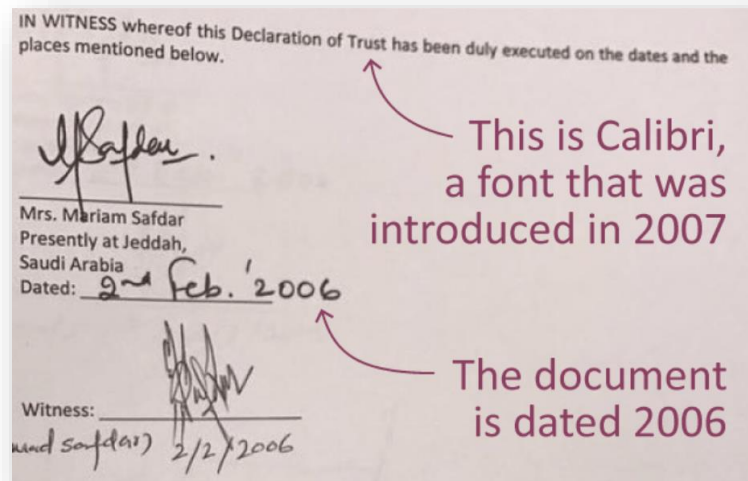 IN WITNESS whereof this Declaration of Trust has been duly executed on the dates and the
places mentioned below.
This is Calibri,
a font that was
introduced in 2007
Safdar.
Mrs. Mariam Safdar
Presently at Jeddah,
Saudi Arabia
Dated: 2nd Feb. '2006
The document
is dated 2006
Witness:
safdar) 2/2/2006